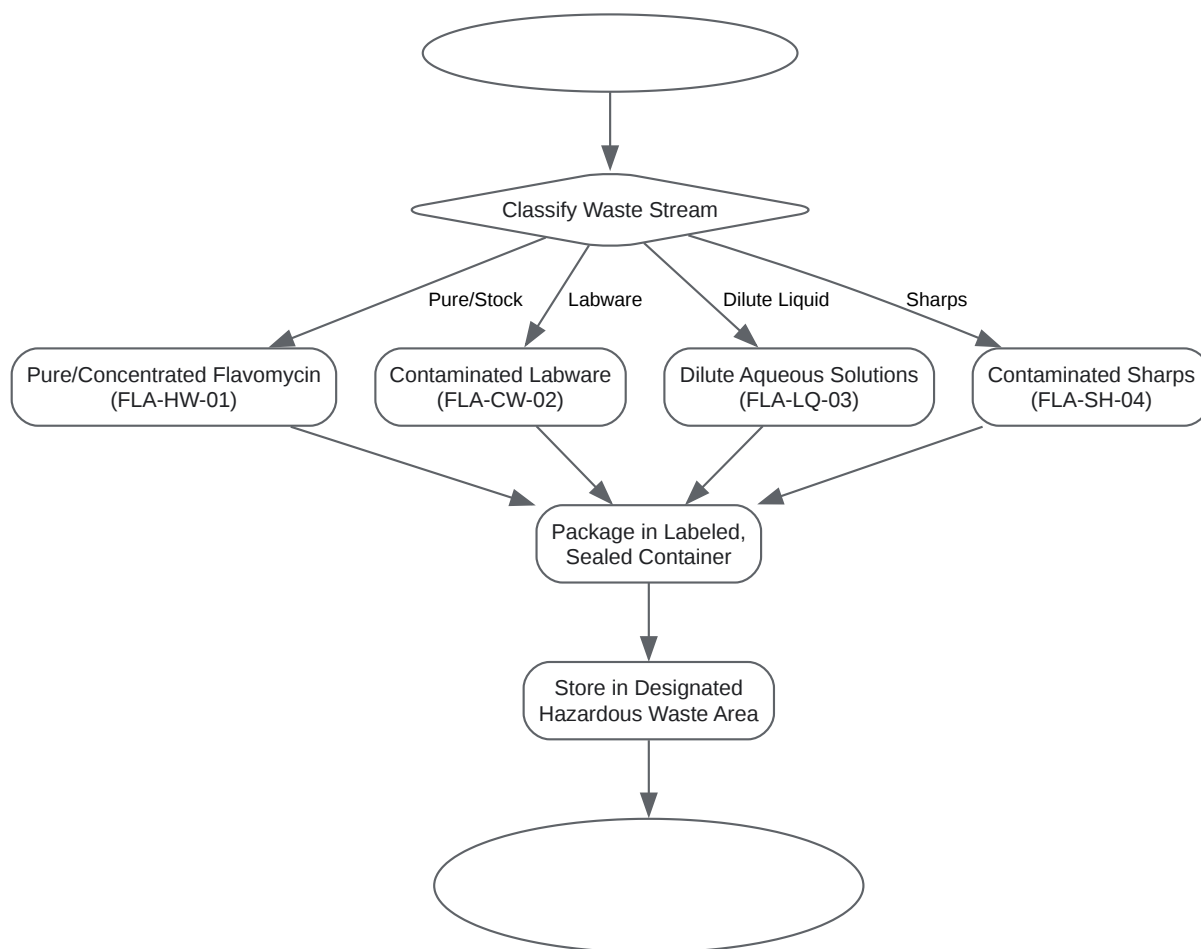 Classify Waste Stream
Pure/Stock
Labware
Dilute Liquid
Sharps
Pure/Concentrated Flavomycin
(FLA-HW-01)
Contaminated Labware
(FLA-CW-02)
Dilute Aqueous Solutions
(FLA-LQ-03)
Contaminated Sharps
(FLA-SH-04)
Package in Labeled,
Sealed Container
Store in Designated
Hazardous Waste Area